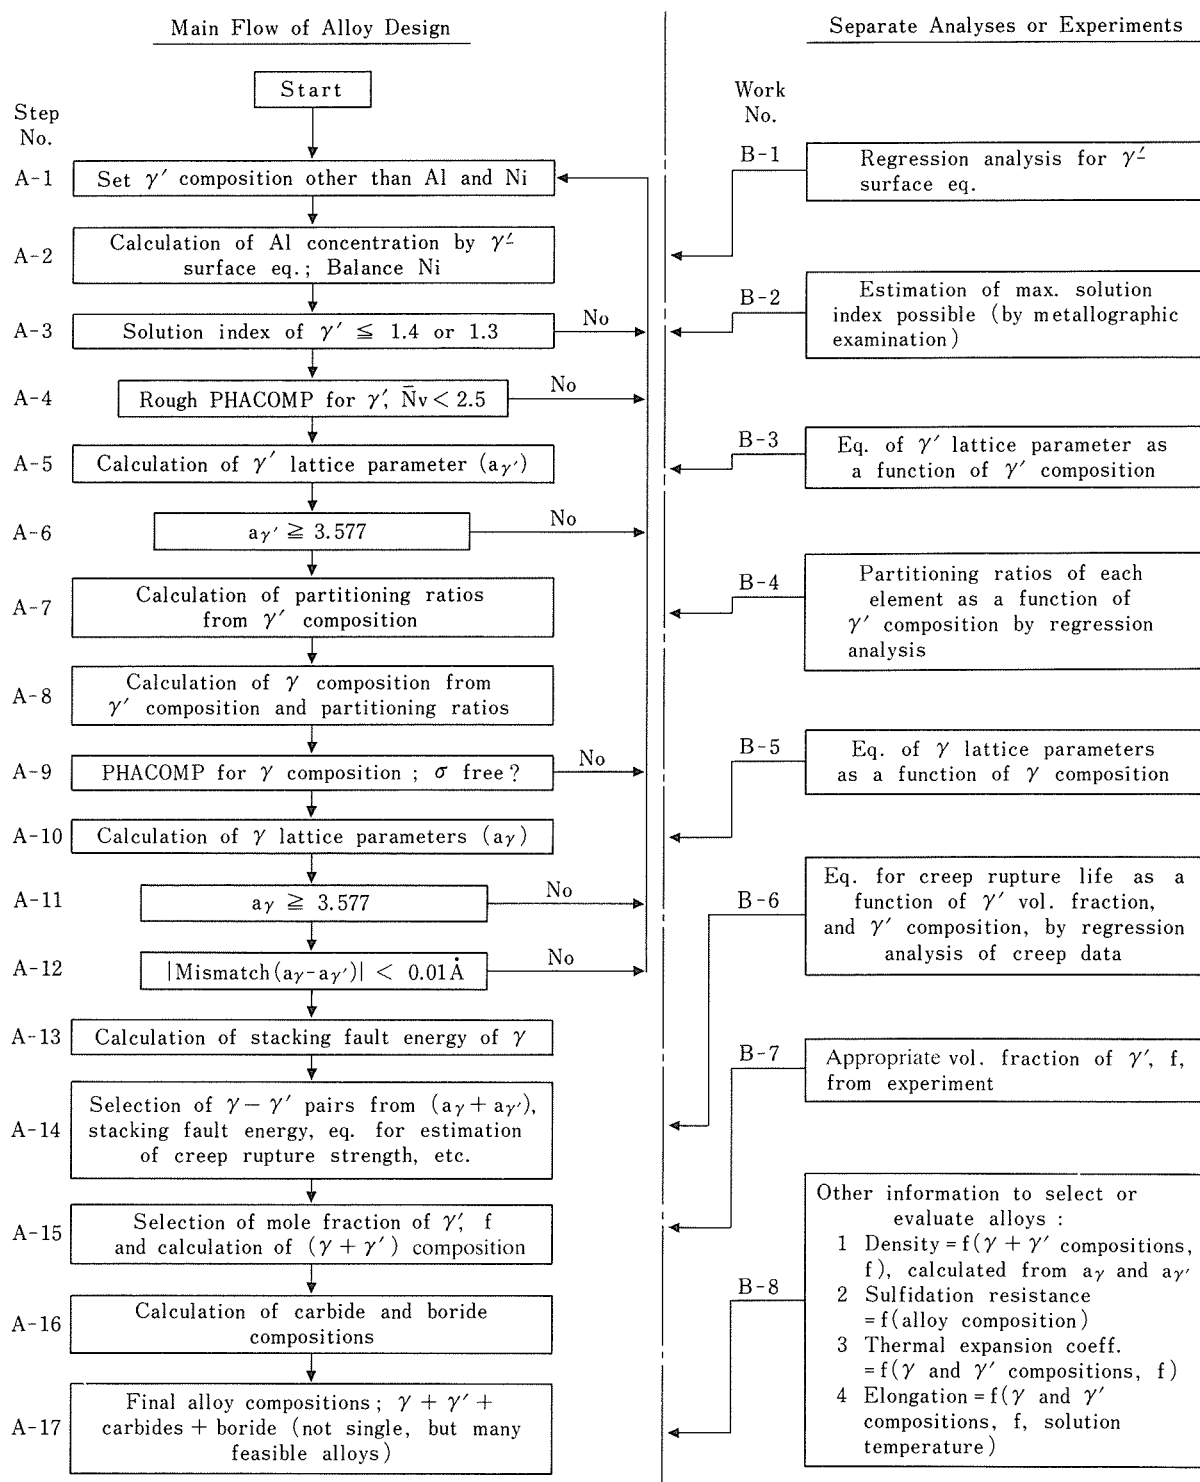 Main Flow of Alloy Design
Start
Step
No.
A-1
Set γ′ composition other than Al and Ni
A-2
Calculation of Al concentration by γ′-
surface eq.; Balance Ni
A-3
Solution index of γ′ ≦ 1.4 or 1.3
No
A-4
Rough PHACOMP for γ′, N̄v < 2.5
No
A-5
Calculation of γ′ lattice parameter (aγ′)
A-6
aγ′ ≧ 3.577
No
A-7
Calculation of partitioning ratios
from γ′ composition
A-8
Calculation of γ composition from
γ′ composition and partitioning ratios
A-9
PHACOMP for γ composition ; σ free?
No
A-10
Calculation of γ lattice parameters (aγ)
A-11
aγ ≧ 3.577
No
A-12
|Mismatch(aγ-aγ′)| < 0.01Å
No
A-13
Calculation of stacking fault energy of γ
A-14
Selection of γ – γ′ pairs from (aγ + aγ′),
stacking fault energy, eq. for estimation
of creep rupture strength, etc.
A-15
Selection of mole fraction of γ′, f
and calculation of (γ + γ′) composition
A-16
Calculation of carbide and boride
compositions
A-17
Final alloy compositions ; γ + γ′ +
carbides + boride (not single, but many
feasible alloys)
Separate Analyses or Experiments
Work
No.
B-1
Regression analysis for γ′-
surface eq.
B-2
Estimation of max. solution
index possible (by metallographic
examination)
B-3
Eq. of γ′ lattice parameter as
a function of γ′ composition
B-4
Partitioning ratios of each
element as a function of
γ′ composition by regression
analysis
B-5
Eq. of γ lattice parameters
as a function of γ composition
B-6
Eq. for creep rupture life as a
function of γ′ vol. fraction,
and γ′ composition, by regression
analysis of creep data
B-7
Appropriate vol. fraction of γ′, f,
from experiment
B-8
Other information to select or
evaluate alloys :
1 Density = f(γ + γ′ compositions,
f), calculated from aγ and aγ′
2 Sulfidation resistance
= f(alloy composition)
3 Thermal expansion coeff.
= f(γ and γ′ compositions, f)
4 Elongation = f(γ and γ′
compositions, f, solution
temperature)